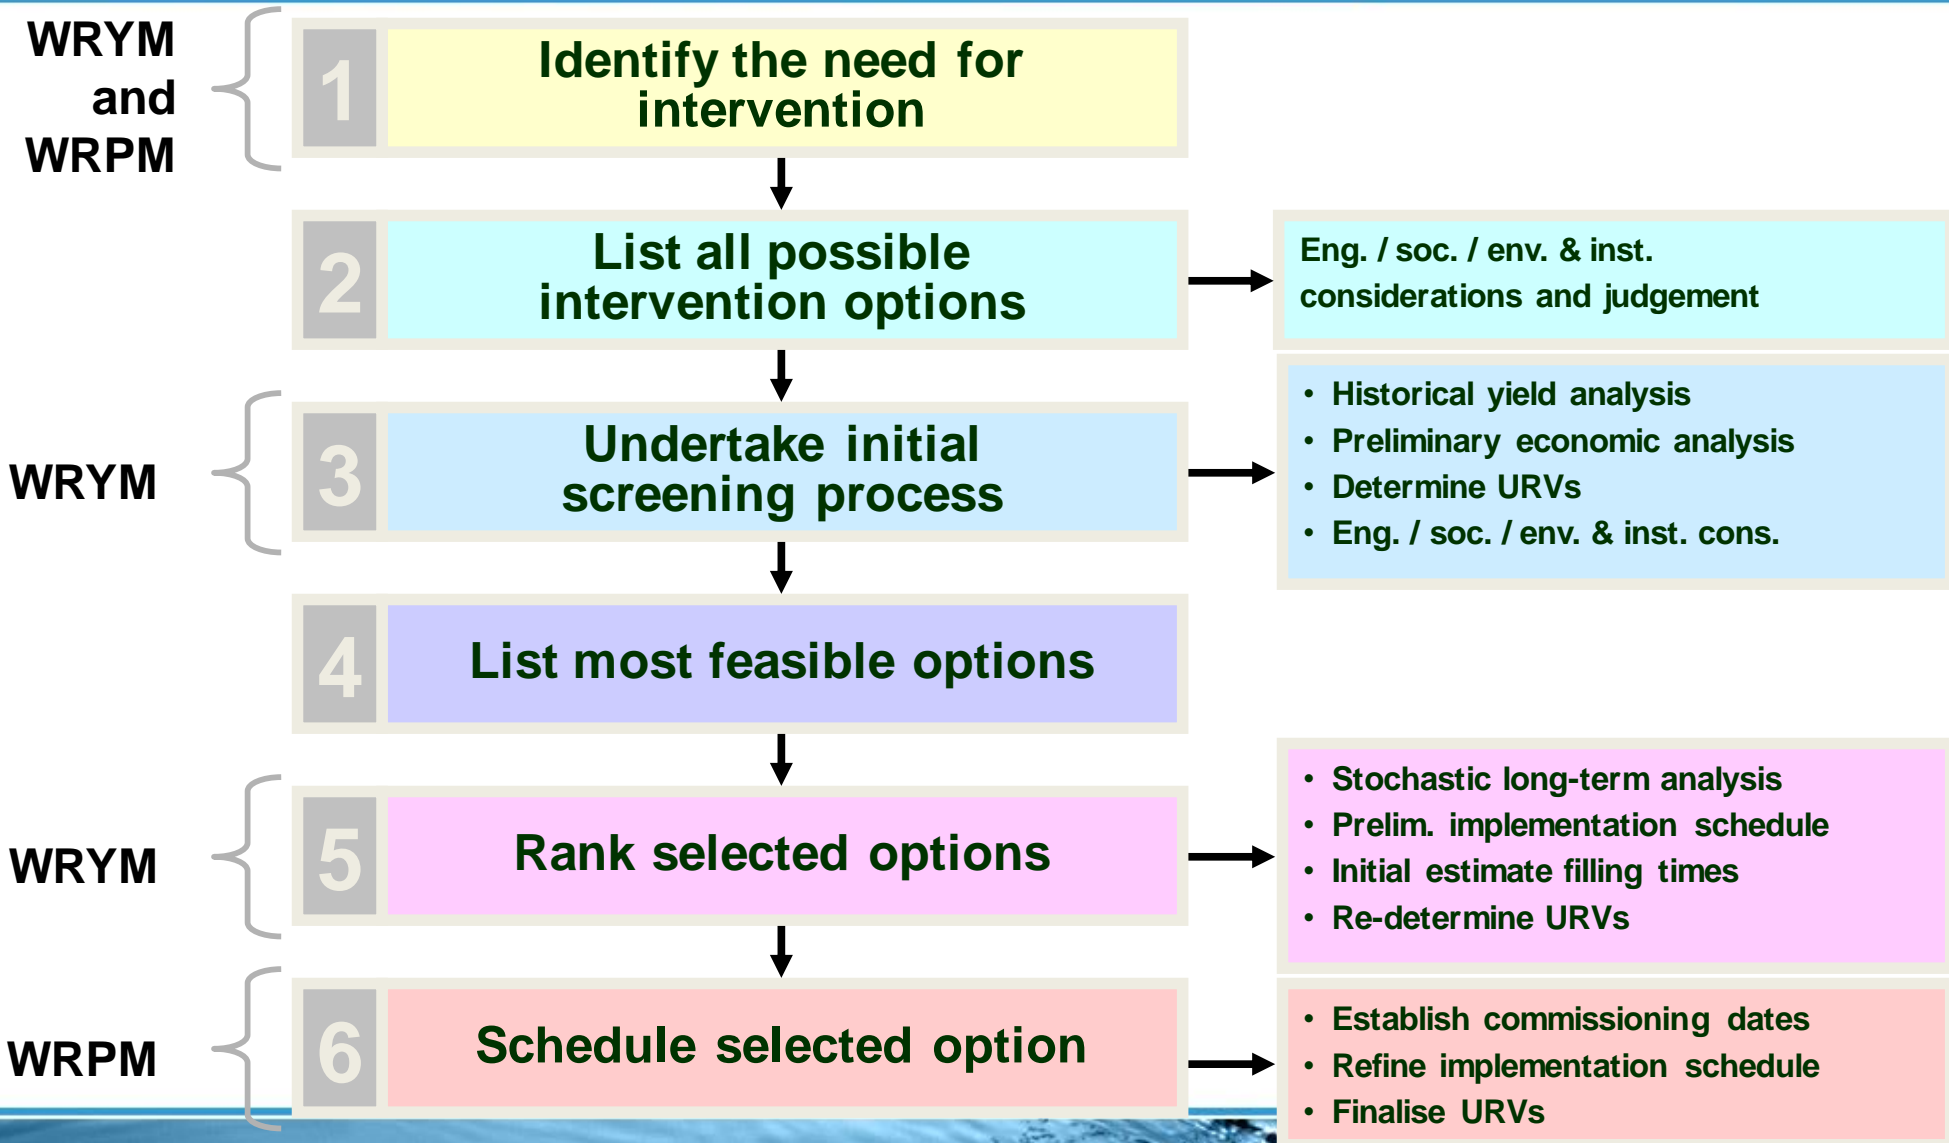 WRYM
and
WRPM
1
Identify the need for
intervention
2
List all possible
intervention options
Eng. / soc. / env. & inst.
considerations and judgement
WRYM
3
Undertake initial
screening process
• Historical yield analysis
• Preliminary economic analysis
• Determine URVs
• Eng. / soc. / env. & inst. cons.
4
List most feasible options
WRYM
5
Rank selected options
• Stochastic long-term analysis
• Prelim. implementation schedule
• Initial estimate filling times
• Re-determine URVs
WRPM
6
Schedule selected option
• Establish commissioning dates
• Refine implementation schedule
• Finalise URVs